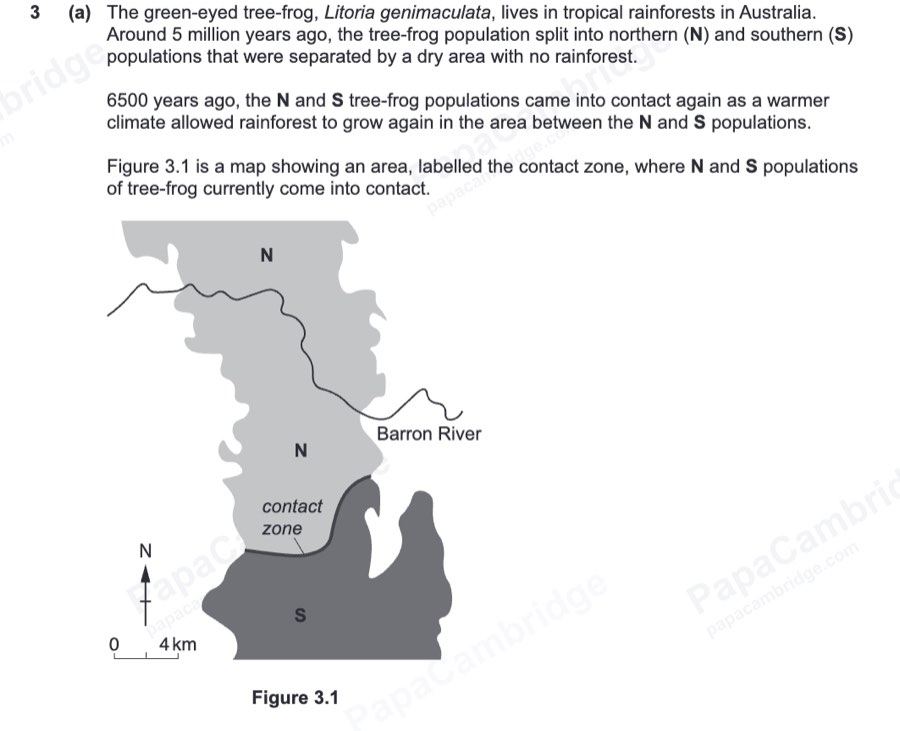 3 (a) The green-eyed tree-frog, Litoria genimaculata, lives in tropical rainforests in Australia.
Around 5 million years ago, the tree-frog population split into northern (N) and southern (S)
populations that were separated by a dry area with no rainforest.
6500 years ago, the N and S tree-frog populations came into contact again as a warmer
climate allowed rainforest to grow again in the area between the N and S populations.
Figure 3.1 is a map showing an area, labelled the contact zone, where N and S populations
of tree-frog currently come into contact.
N
Barron River
N
contact
zone
N
S
0 4 km
Figure 3.1
PapaCambridge
papacambridge.com